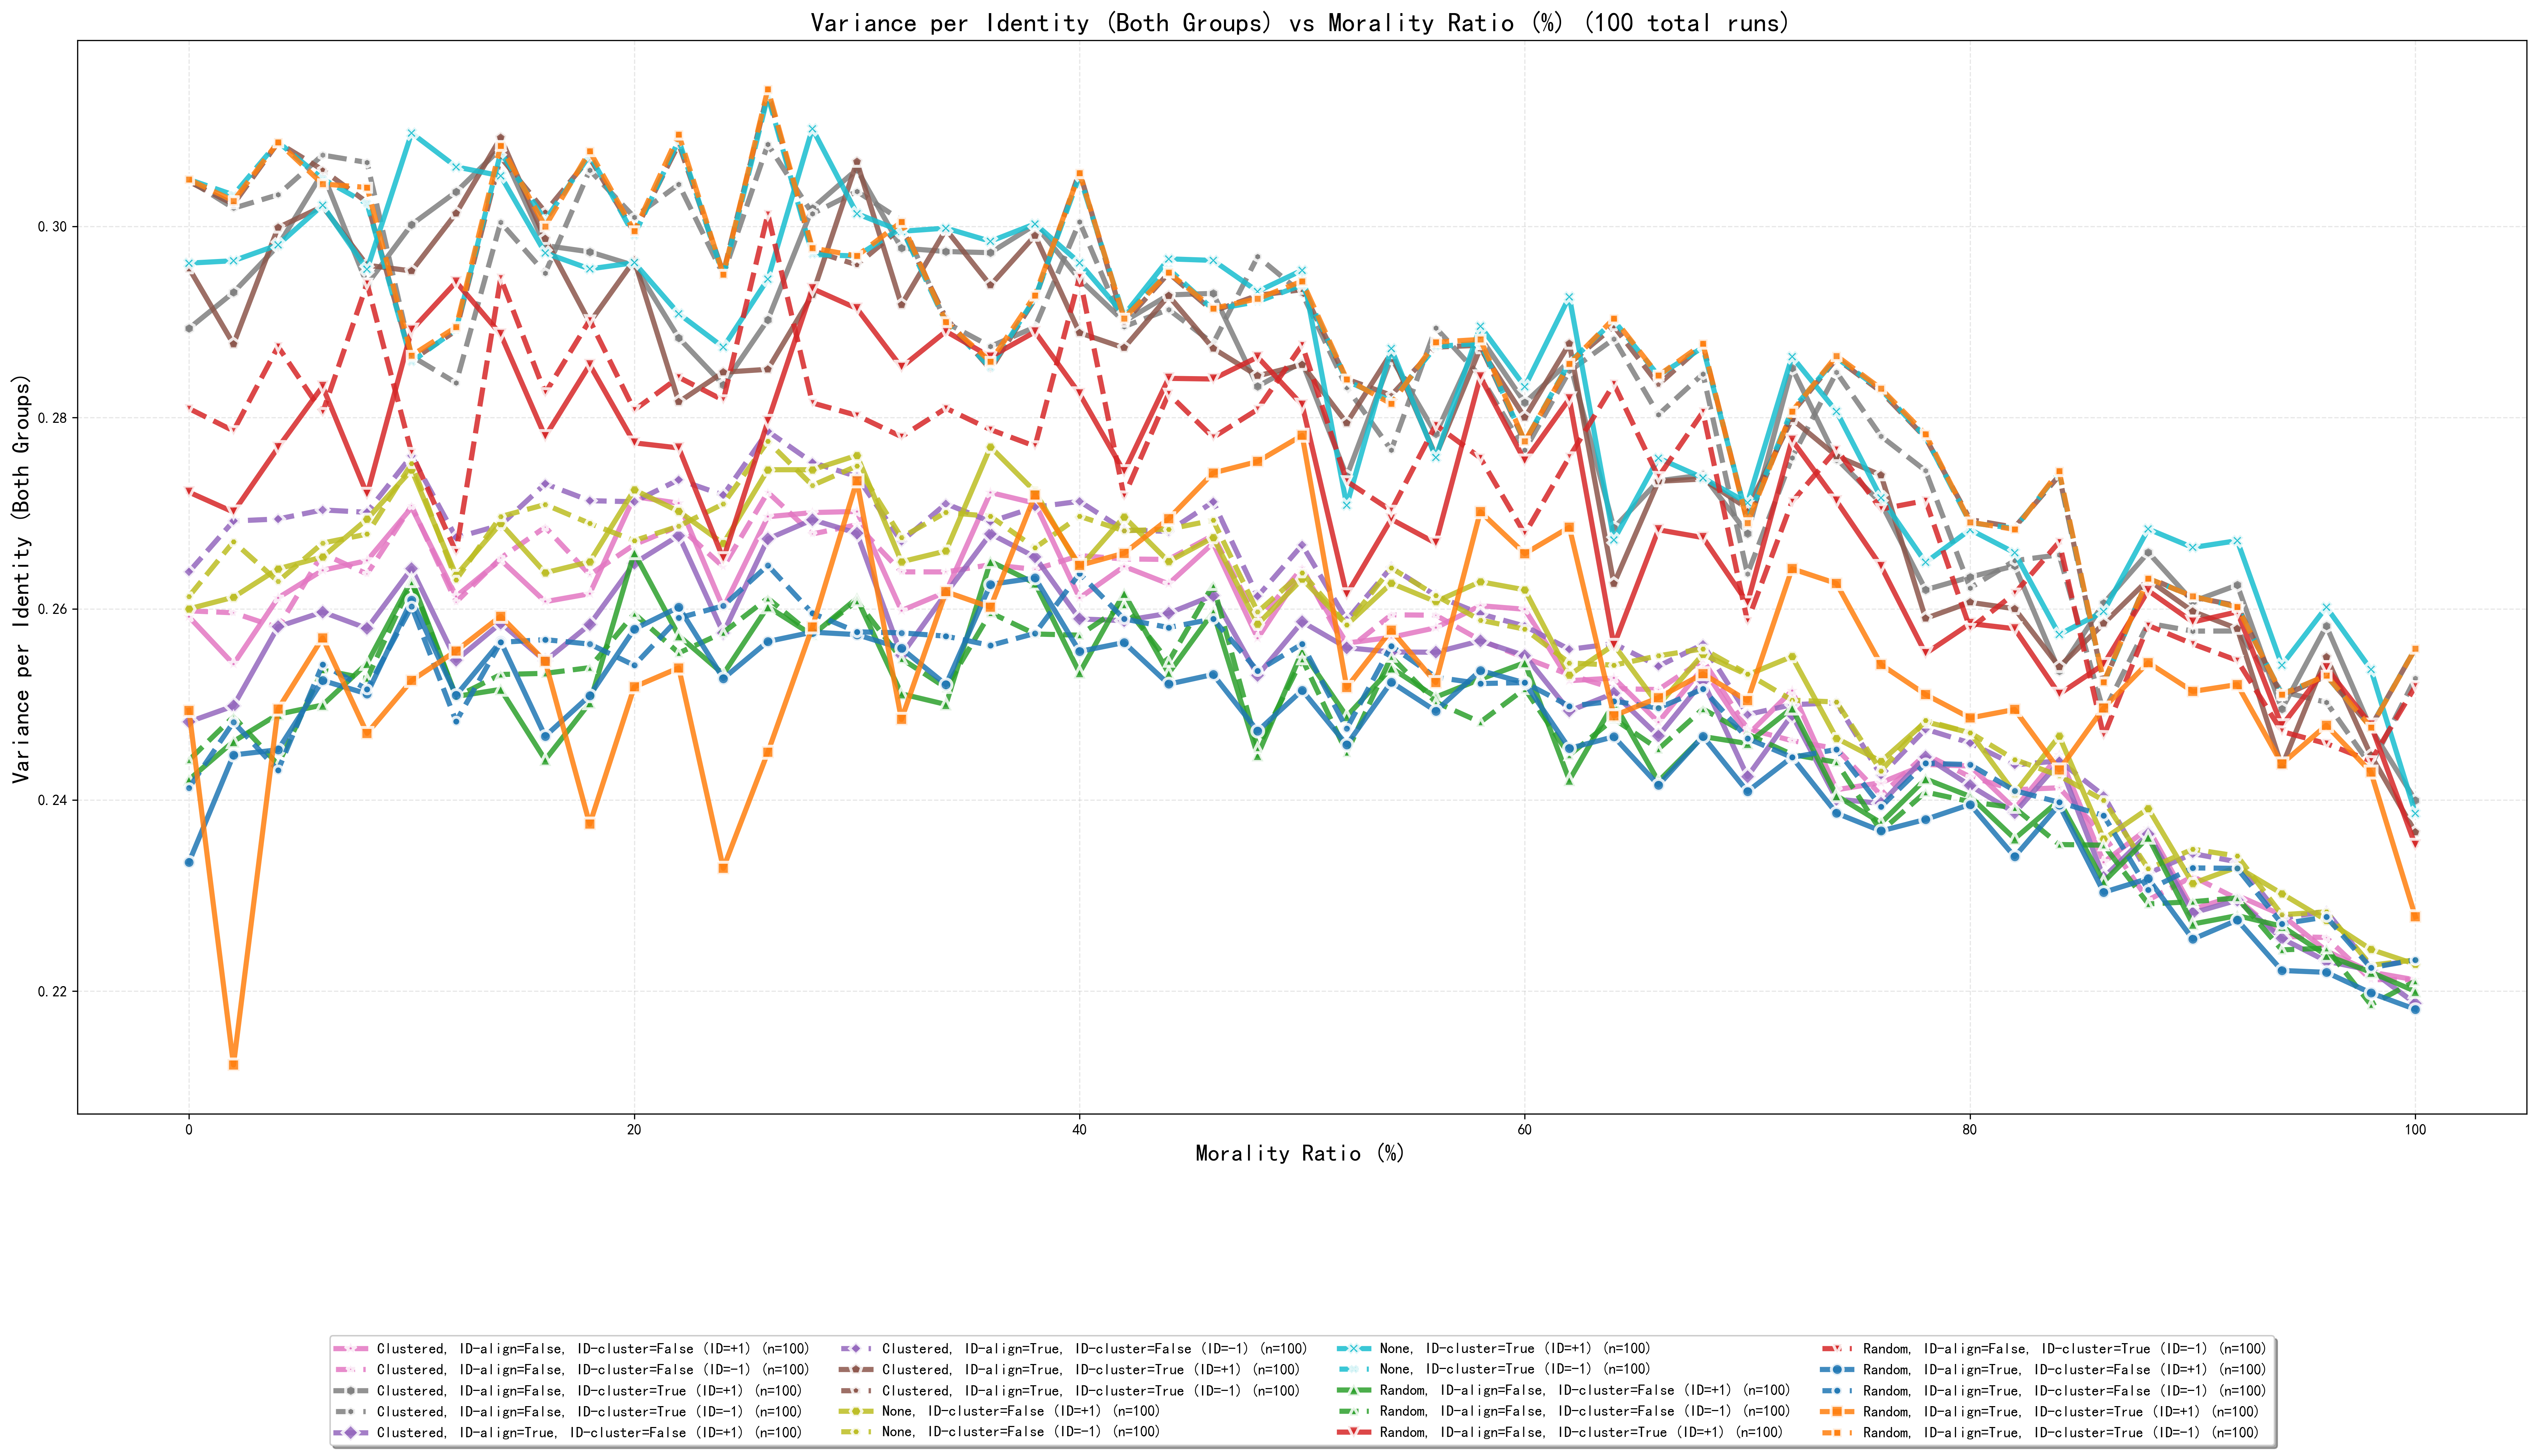 Variance per Identity (Both Groups) vs Morality Ratio (%) (100 total runs)
Variance per Identity (Both Groups)
0.30
0.28
0.26
0.24
0.22
0
20
40
60
80
100
Morality Ratio (%)
Clustered, ID-align=False, ID-cluster=False (ID=+1) (n=100)
Clustered, ID-align=False, ID-cluster=False (ID=-1) (n=100)
Clustered, ID-align=False, ID-cluster=True (ID=+1) (n=100)
Clustered, ID-align=False, ID-cluster=True (ID=-1) (n=100)
Clustered, ID-align=True, ID-cluster=False (ID=+1) (n=100)
Clustered, ID-align=True, ID-cluster=False (ID=-1) (n=100)
Clustered, ID-align=True, ID-cluster=True (ID=+1) (n=100)
Clustered, ID-align=True, ID-cluster=True (ID=-1) (n=100)
None, ID-cluster=False (ID=+1) (n=100)
None, ID-cluster=False (ID=-1) (n=100)
None, ID-cluster=True (ID=+1) (n=100)
None, ID-cluster=True (ID=-1) (n=100)
Random, ID-align=False, ID-cluster=False (ID=+1) (n=100)
Random, ID-align=False, ID-cluster=False (ID=-1) (n=100)
Random, ID-align=False, ID-cluster=True (ID=+1) (n=100)
Random, ID-align=False, ID-cluster=True (ID=-1) (n=100)
Random, ID-align=True, ID-cluster=False (ID=+1) (n=100)
Random, ID-align=True, ID-cluster=False (ID=-1) (n=100)
Random, ID-align=True, ID-cluster=True (ID=+1) (n=100)
Random, ID-align=True, ID-cluster=True (ID=-1) (n=100)